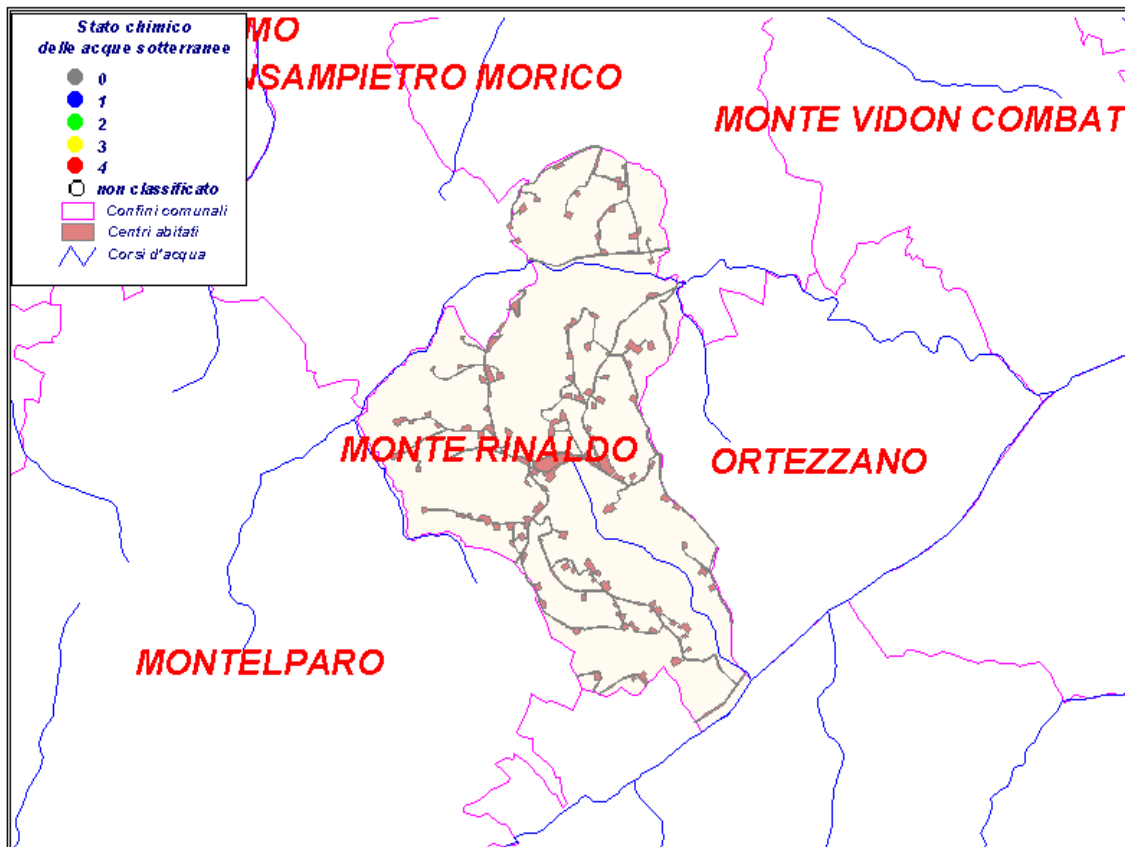 Stato chimico
delle acque sotterranee
0
1
2
3
4
non classificato
Confini comunali
Centri abitati
Corsi d'acqua
MO
NSAMPIETRO MORICO
MONTE VIDON COMBAT
MONTE RINALDO
ORTEZZANO
MONTELPARO